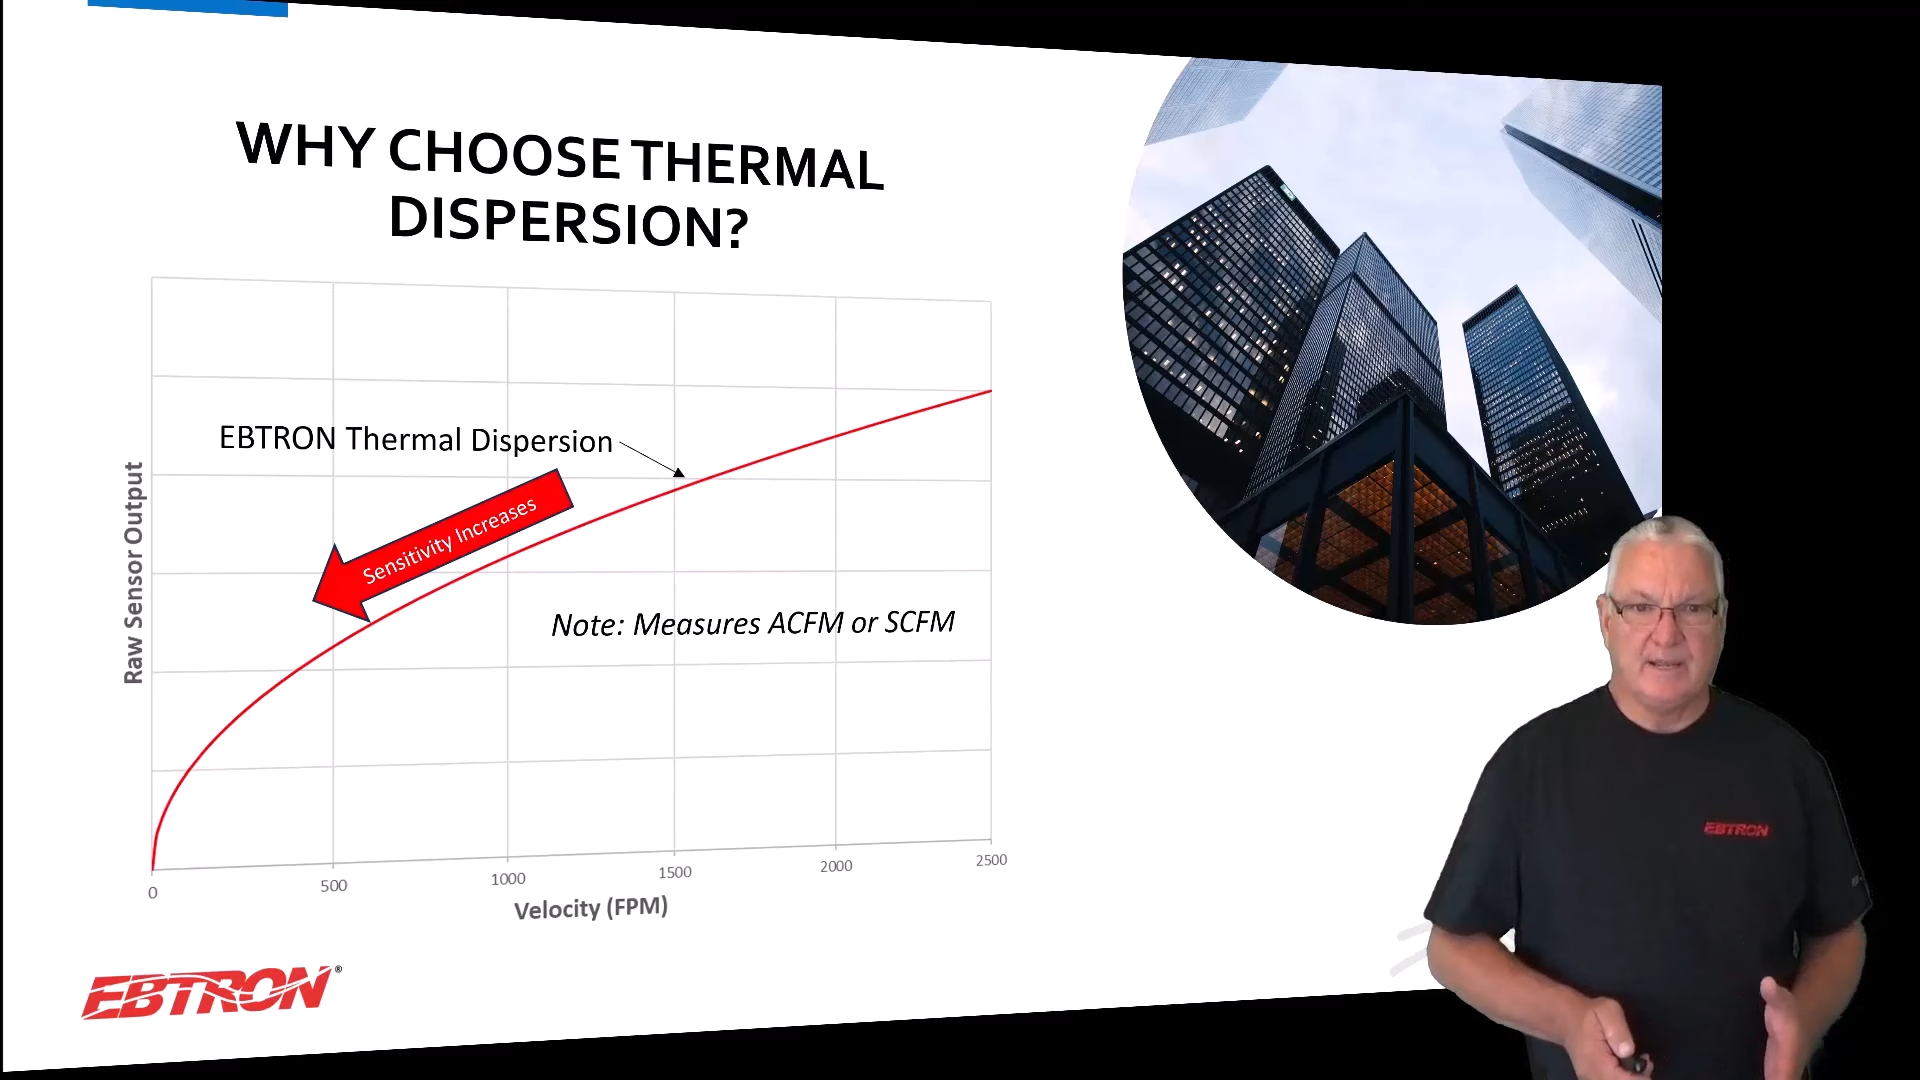 WHY CHOOSE THERMAL
DISPERSION?
EBTRON Thermal Dispersion
Sensitivity Increases
Note: Measures ACFM or SCFM
Raw Sensor Output
0
500
1000
1500
2000
2500
Velocity (FPM)
EBTRON®
EBTRON